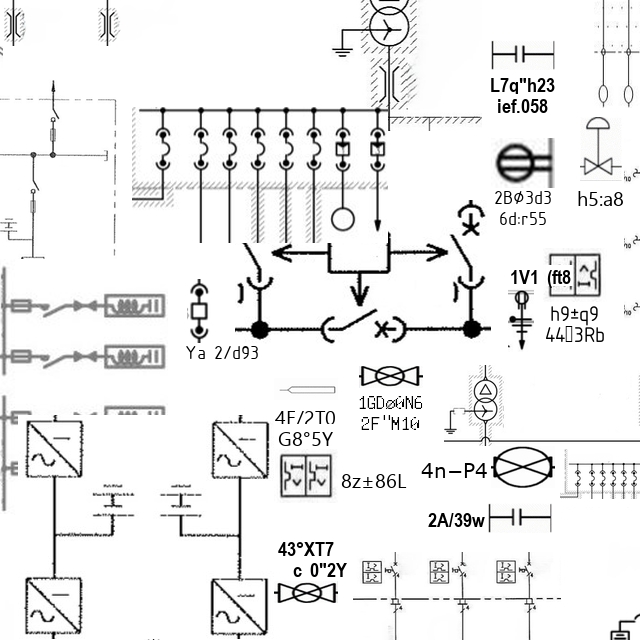 L7q"h23
ief.058
2BØ3d3
6d:r55
h5:a8
1V1 (ft8
h9±q9
44▯3Rb
Ya 2/d93
1GDø0N6
2F"M10
4F/2T0
G8°5Y
8z±86L
4n-P4
2A/39w
43°XT7
c 0"2Y